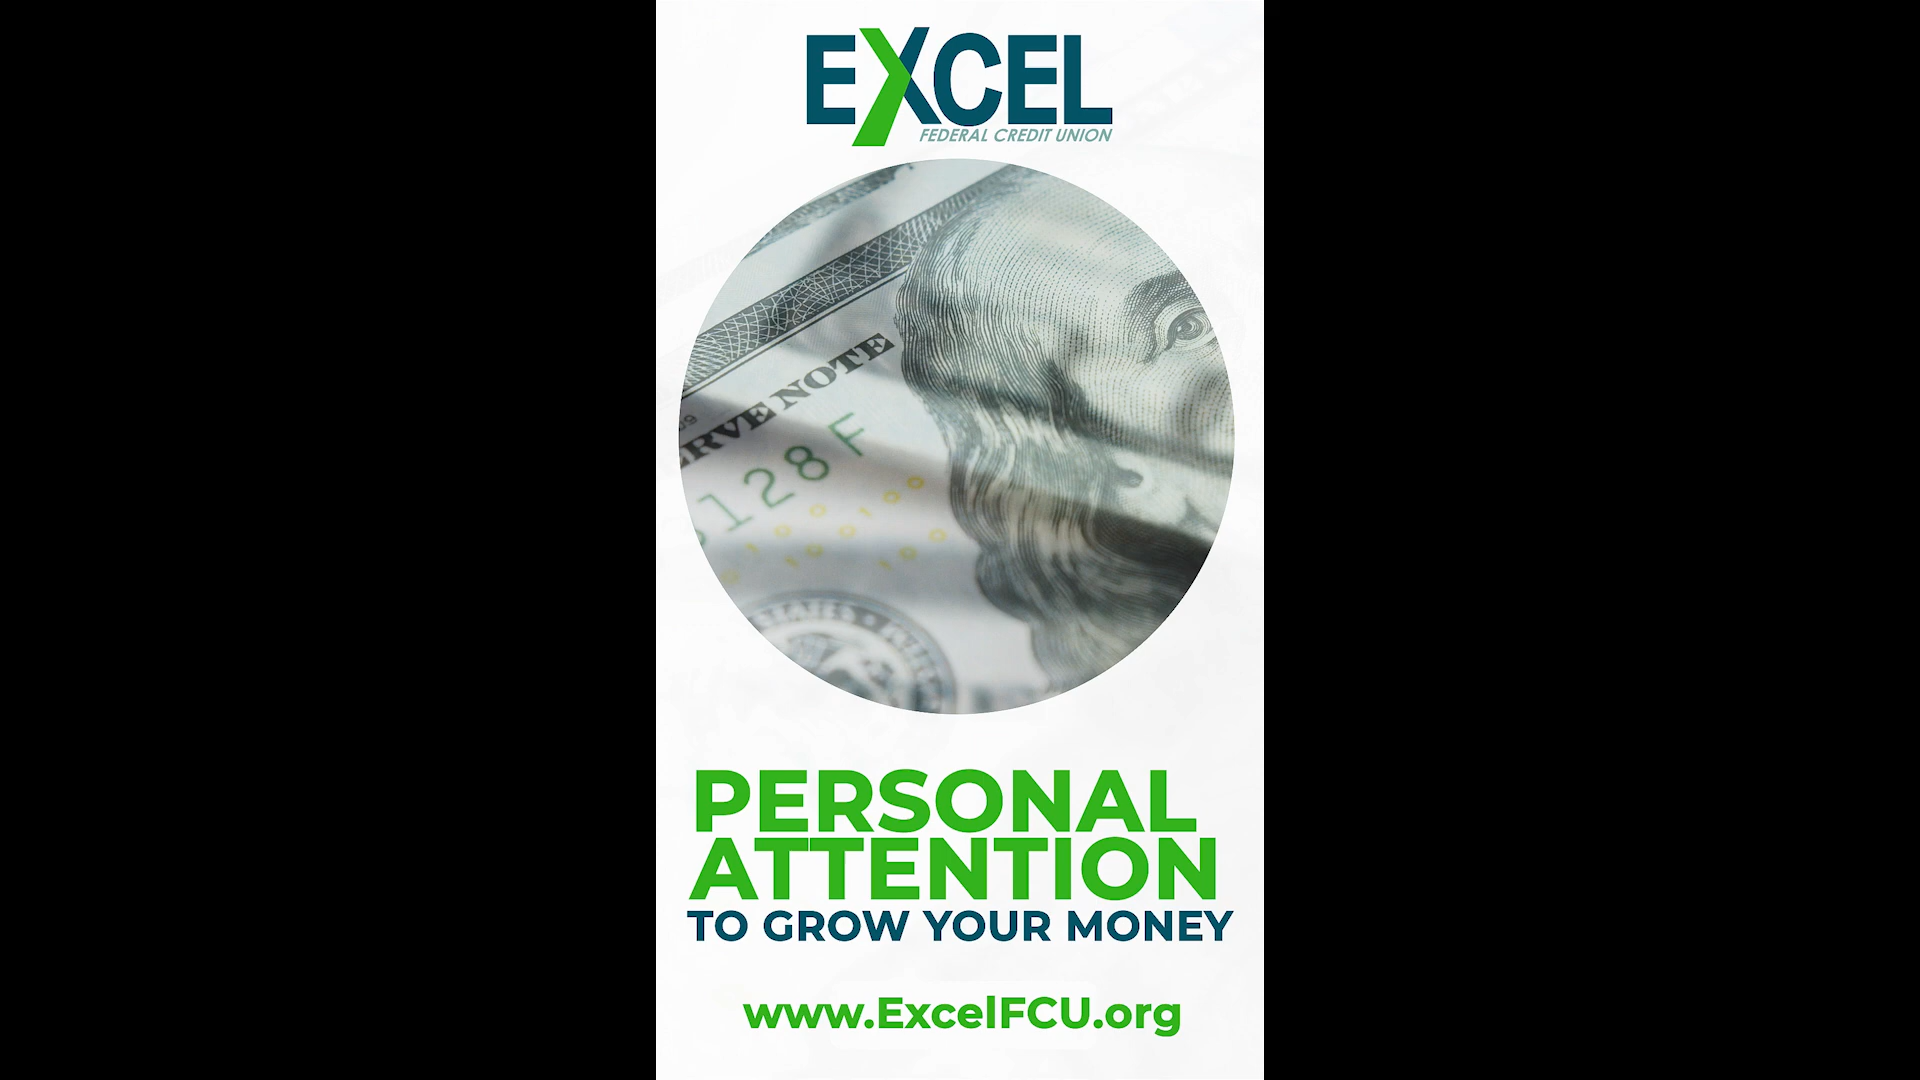 EXCEL
FEDERAL CREDIT UNION
RVE NOTE
128 F
PERSONAL
ATTENTION
TO GROW YOUR MONEY
www.ExcelFCU.org